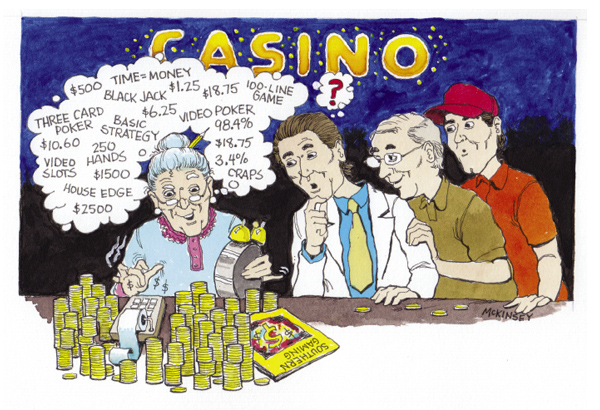 CASINO
$500 TIME=MONEY $1.25 $18.75 100-LINE GAME
BLACK JACK
$6.25
THREE CARD POKER
BASIC STRATEGY
VIDEO POKER 98.4%
$10.60
250 HANDS
$18.75
VIDEO SLOTS
$1500
3,4%
CRAPS
HOUSE EDGE
$2500
?
$
$
$
SOUTHERN GAMING
McKINSEY